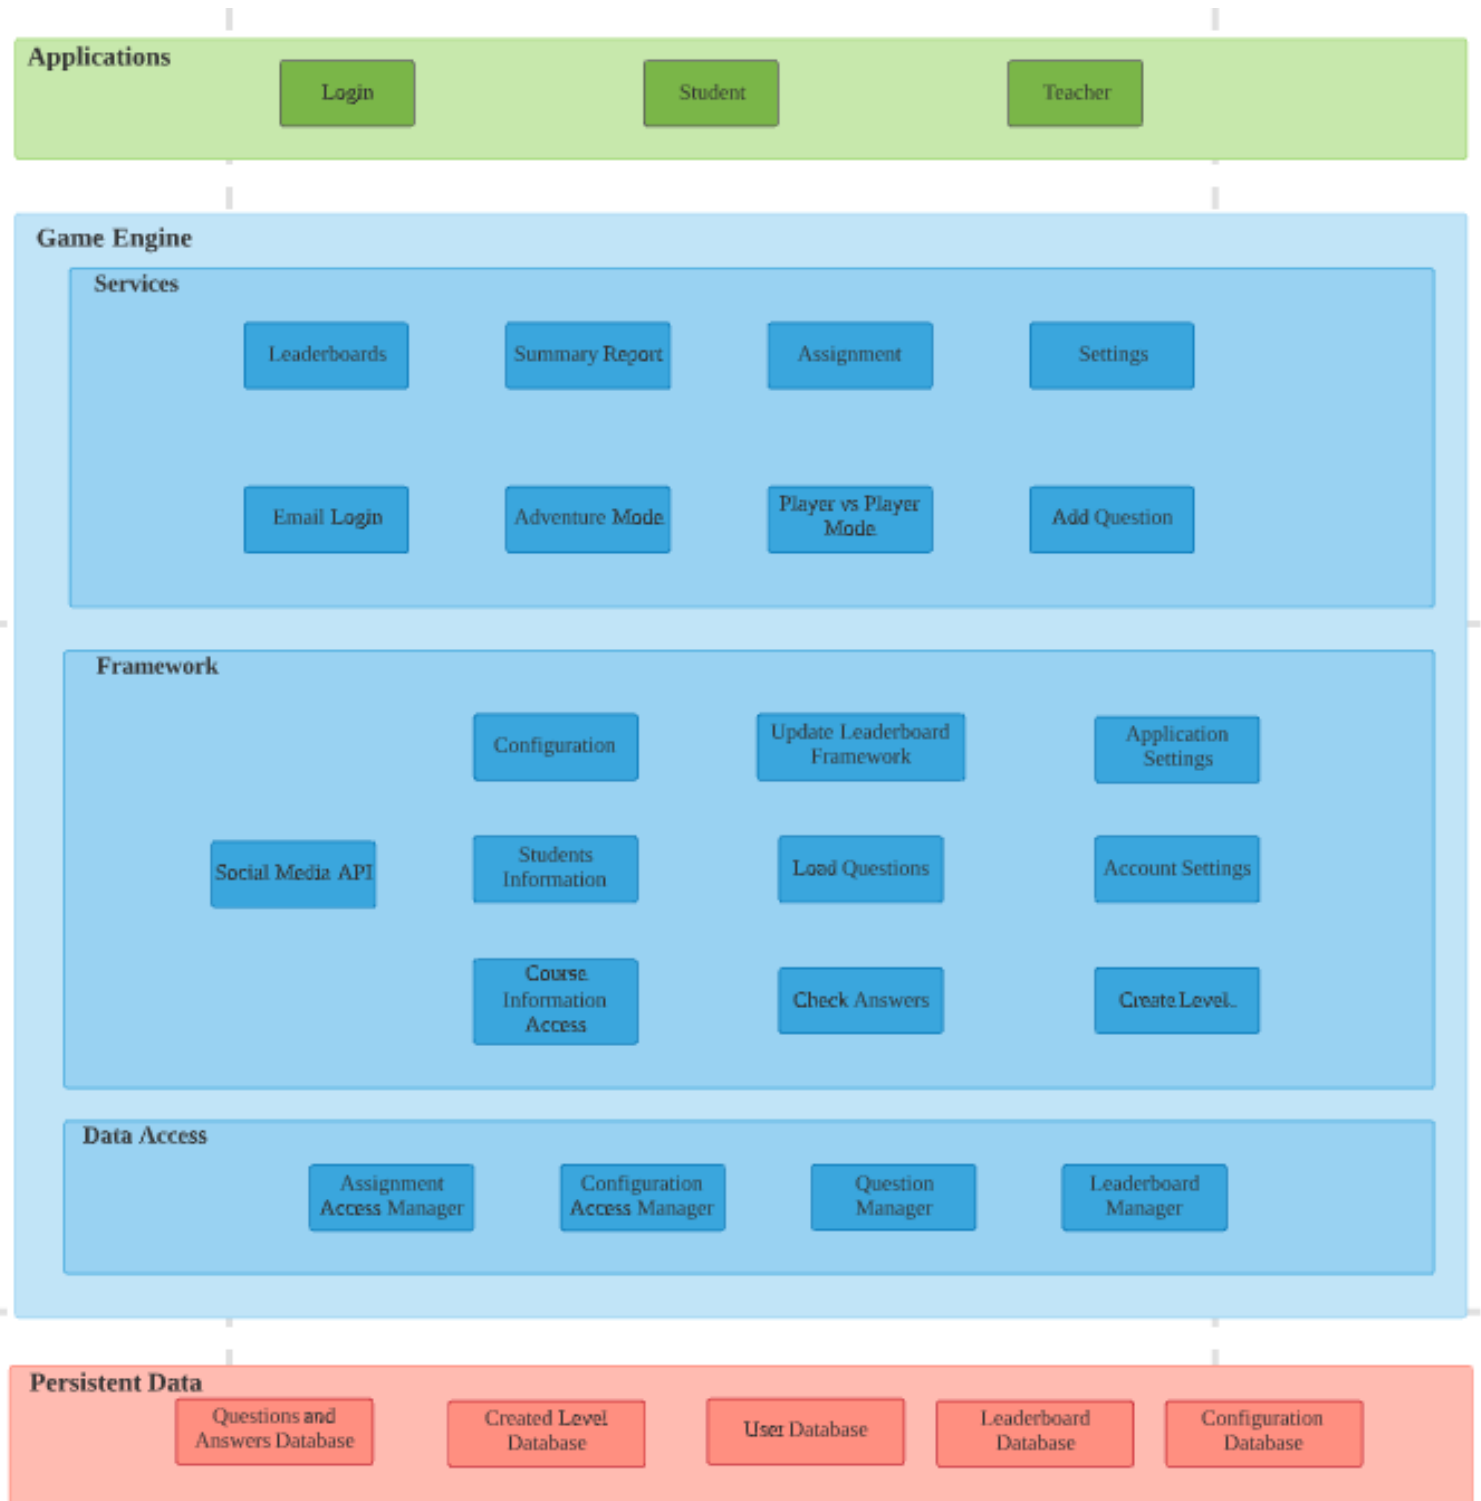 Applications
Login
Student
Teacher
Game Engine
Services
Leaderboards
Summary Report
Assignment
Settings
Email Login
Adventure Mode
Player vs Player
Mode
Add Question
Framework
Configuration
Update Leaderboard
Framework
Application
Settings
Social Media API
Students
Information
Load Questions
Account Settings
Course
Information
Access
Check Answers
Create Level
Data Access
Assignment
Access Manager
Configuration
Access Manager
Question
Manager
Leaderboard
Manager
Persistent Data
Questions and
Answers Database
Created Level
Database
User Database
Leaderboard
Database
Configuration
Database